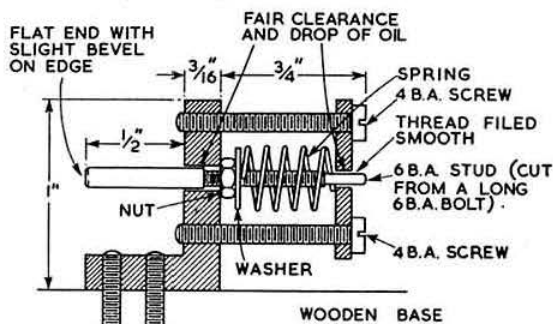 FLAT END WITH
SLIGHT BEVEL
ON EDGE
FAIR CLEARANCE
AND DROP OF OIL
3/16"
3/4"
SPRING
4 B.A. SCREW
THREAD FILED
SMOOTH
1/2"
1"
6 B.A. STUD (CUT
FROM A LONG
6 B.A. BOLT).
NUT
WASHER
4 B.A. SCREW
WOODEN BASE